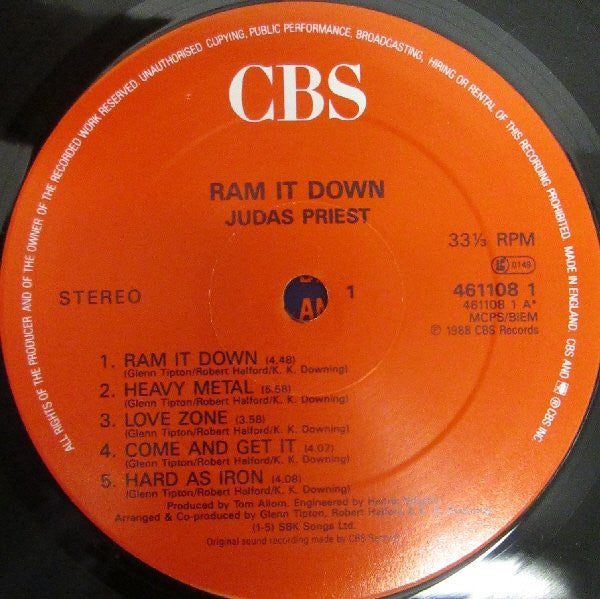 ALL RIGHTS OF THE PRODUCER AND OF THE OWNER OF THE RECORDED WORK RESERVED. UNAUTHORISED COPYING, PUBLIC PERFORMANCE, BROADCASTING, HIRING OR RENTAL OF THIS RECORDING PROHIBITED. MADE IN ENGLAND. CBS AND ® CBS INC.
CBS
RAM IT DOWN
JUDAS PRIEST
33⅓ RPM
0149
STEREO
1
461108 1
461108 1 A*
MCPS/BIEM
℗ 1988 CBS Records
1. RAM IT DOWN (4.48)
(Glenn Tipton/Robert Halford/K. K. Downing)
2. HEAVY METAL (5.58)
(Glenn Tipton/Robert Halford/K. K. Downing)
3. LOVE ZONE (3.58)
(Glenn Tipton/Robert Halford/K. K. Downing)
4. COME AND GET IT (4.07)
(Glenn Tipton/Robert Halford/K. K. Downing)
5. HARD AS IRON (4.08)
(Glenn Tipton/Robert Halford/K. K. Downing)
Produced by Tom Allom. Engineered by
Arranged & Co-produced by Glenn Tipton, Robert Halford
(1-5) SBK Songs Ltd.
Original sound recording made by CBS Records